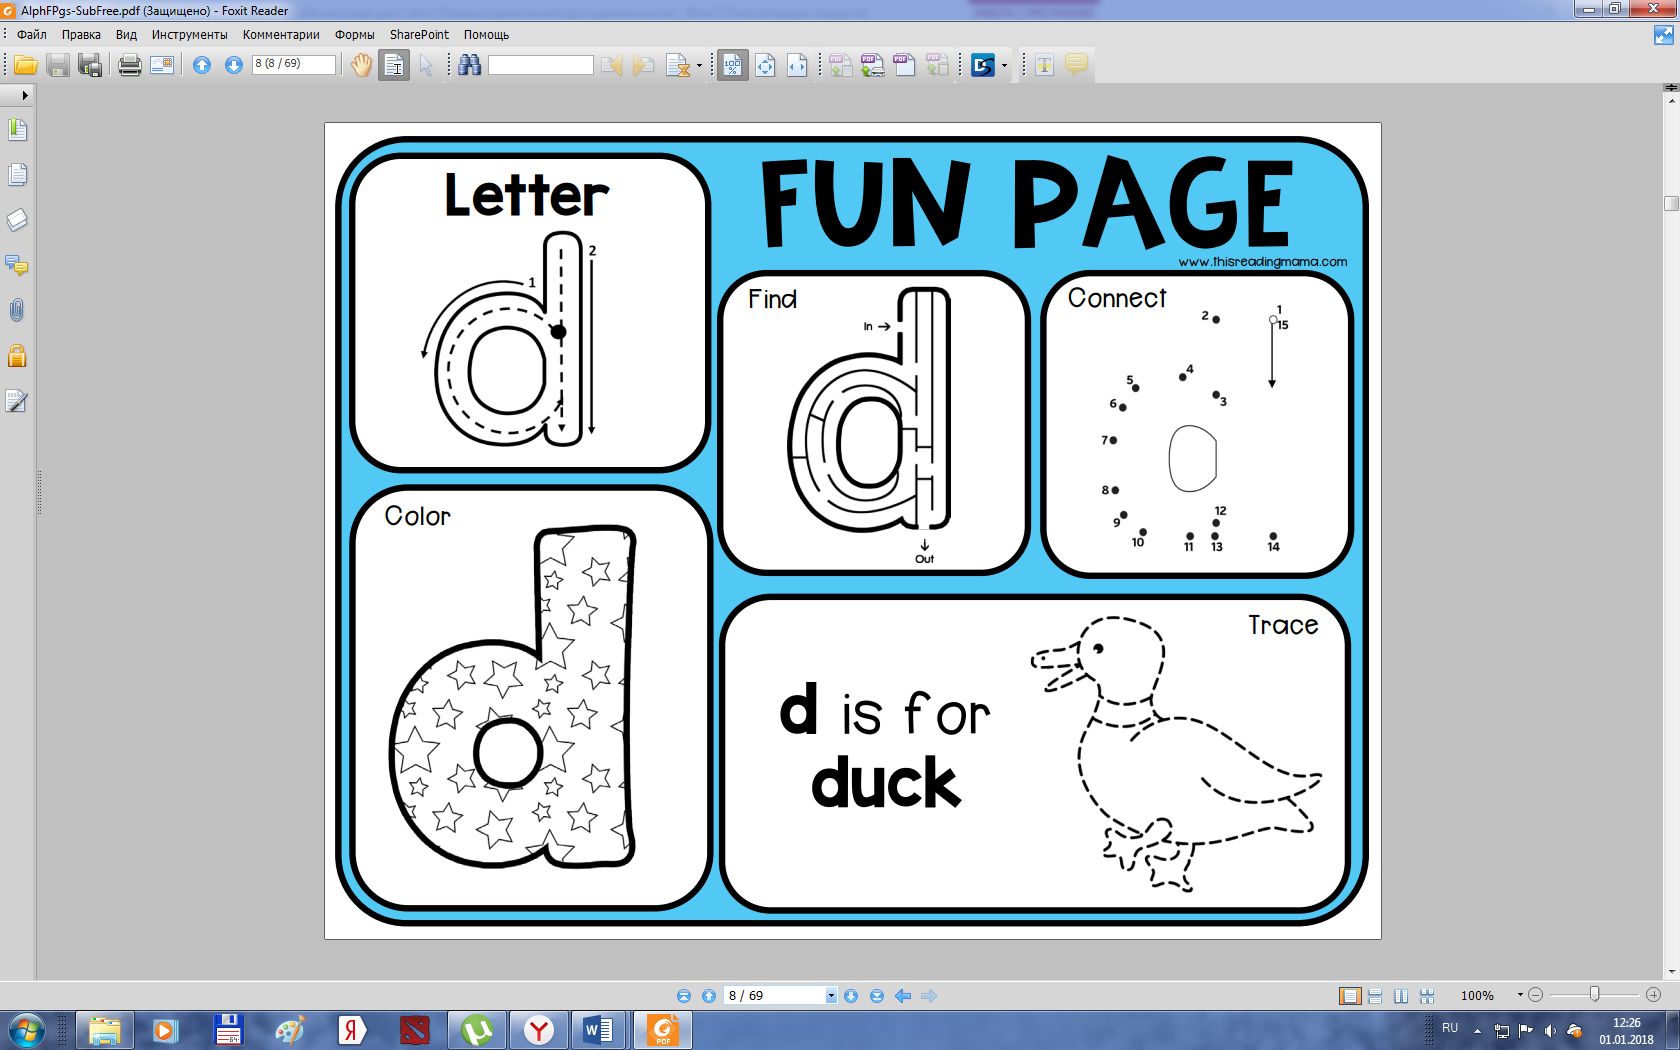 AlphFPgs-SubFree.pdf (Защищено) - Foxit Reader
Файл Правка Вид Инструменты Комментарии Формы SharePoint Помощь
8 (8 / 69)
Letter
1
2
FUN PAGE
www.thisreadingmama.com
Find
In →
Out
Connect
1
15
2
3
4
5
6
7
8
9
10
11
12
13
14
Color
Trace
d is for
duck
8 / 69
100%
RU
12:26
01.01.2018